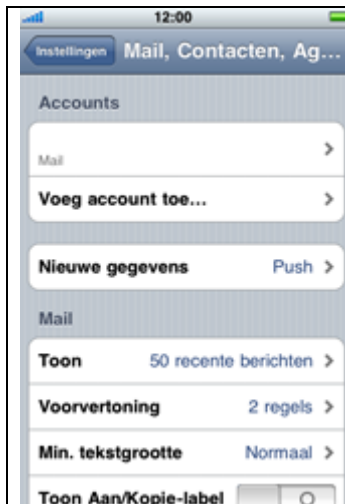 12:00
Instellingen Mail, Contacten, Ag...
Accounts
Mail
Voeg account toe...
Nieuwe gegevens Push
Mail
Toon 50 recente berichten
Voorvertoning 2 regels
Min. tekstgrootte Normaal
Toon Aan/Kopie-label